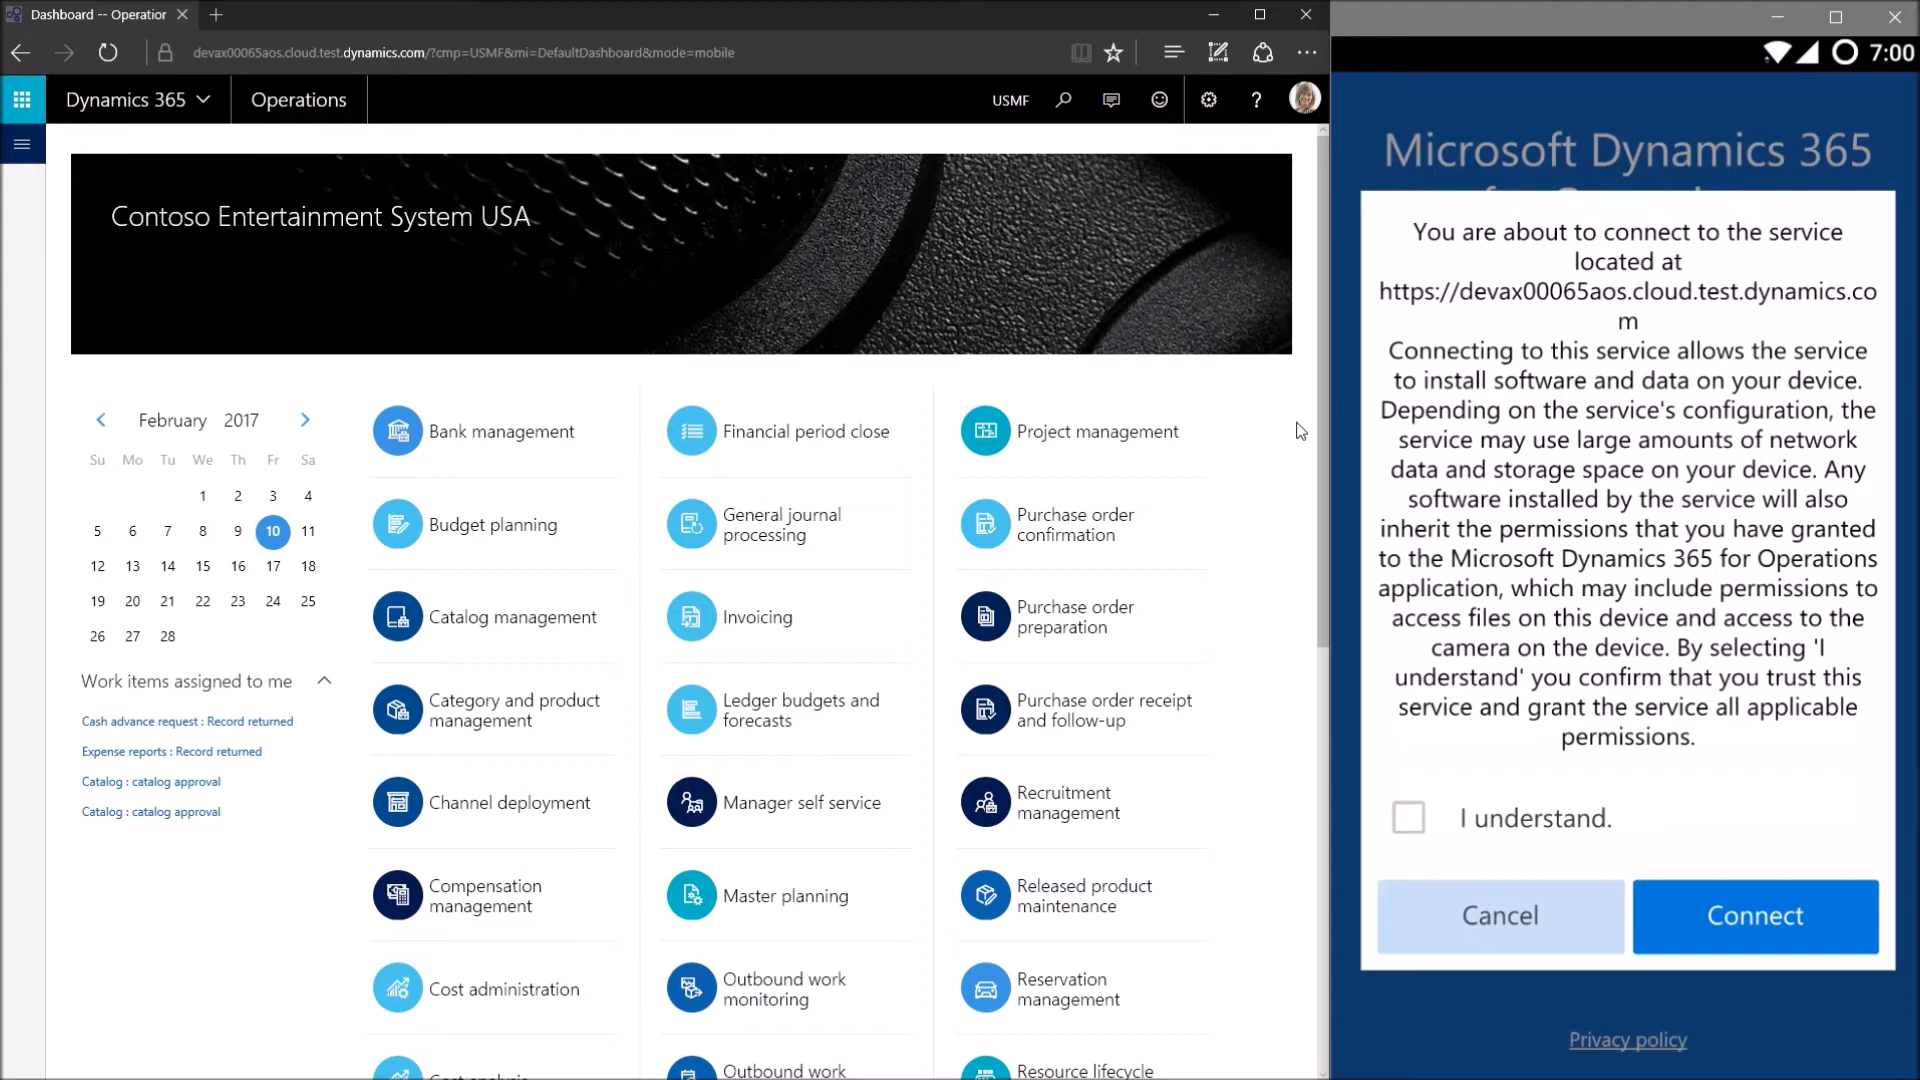 Dashboard -- Operation
devax00065aos.cloud.test.dynamics.com/?cmp=USMF&mi=DefaultDashboard&mode=mobile
Dynamics 365
Operations
USMF
?
Contoso Entertainment System USA
February 2017
Su Mo Tu We Th Fr Sa
1 2 3 4
5 6 7 8 9 10 11
12 13 14 15 16 17 18
19 20 21 22 23 24 25
26 27 28
Work items assigned to me
Cash advance request : Record returned
Expense reports : Record returned
Catalog : catalog approval
Catalog : catalog approval
Bank management
Budget planning
Catalog management
Category and product
management
Channel deployment
Compensation
management
Cost administration
Financial period close
General journal
processing
Invoicing
Ledger budgets and
forecasts
Manager self service
Master planning
Outbound work
monitoring
Outbound work
Project management
Purchase order
confirmation
Purchase order
preparation
Purchase order receipt
and follow-up
Recruitment
management
Released product
maintenance
Reservation
management
Resource lifecycle
7:00
Microsoft Dynamics 365
You are about to connect to the service
located at
https://devax00065aos.cloud.test.dynamics.co
m
Connecting to this service allows the service
to install software and data on your device.
Depending on the service's configuration, the
service may use large amounts of network
data and storage space on your device. Any
software installed by the service will also
inherit the permissions that you have granted
to the Microsoft Dynamics 365 for Operations
application, which may include permissions to
access files on this device and access to the
camera on the device. By selecting 'I
understand' you confirm that you trust this
service and grant the service all applicable
permissions.
I understand.
Cancel
Connect
Privacy policy